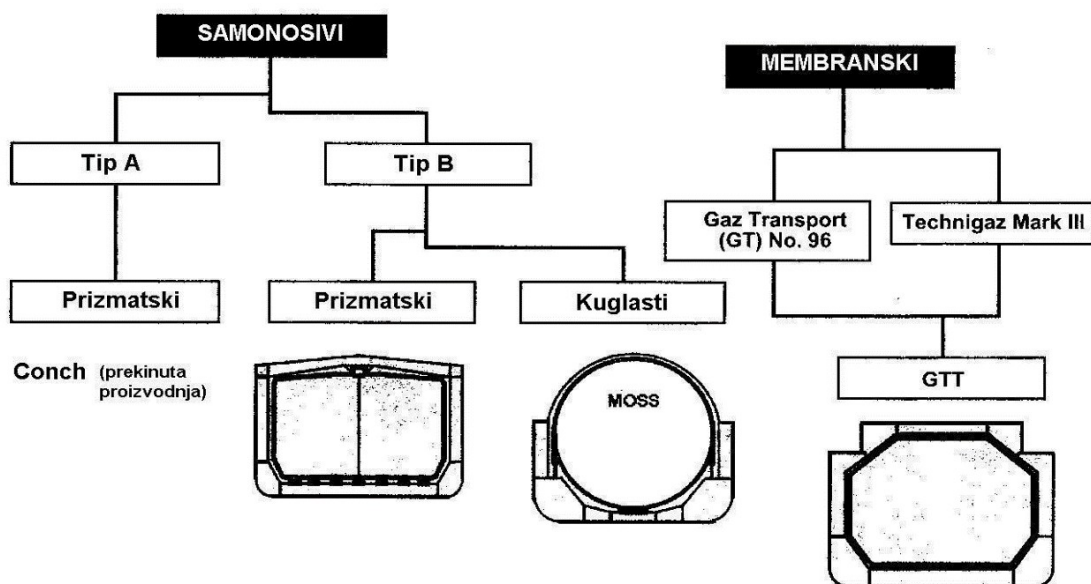 SAMONOSIVI
MEMBRANSKI
Tip A
Tip B
Gaz Transport
(GT) No. 96
Technigaz Mark III
Prizmatski
Prizmatski
Kuglasti
Conch (prekinuta
proizvodnja)
MOSS
GTT